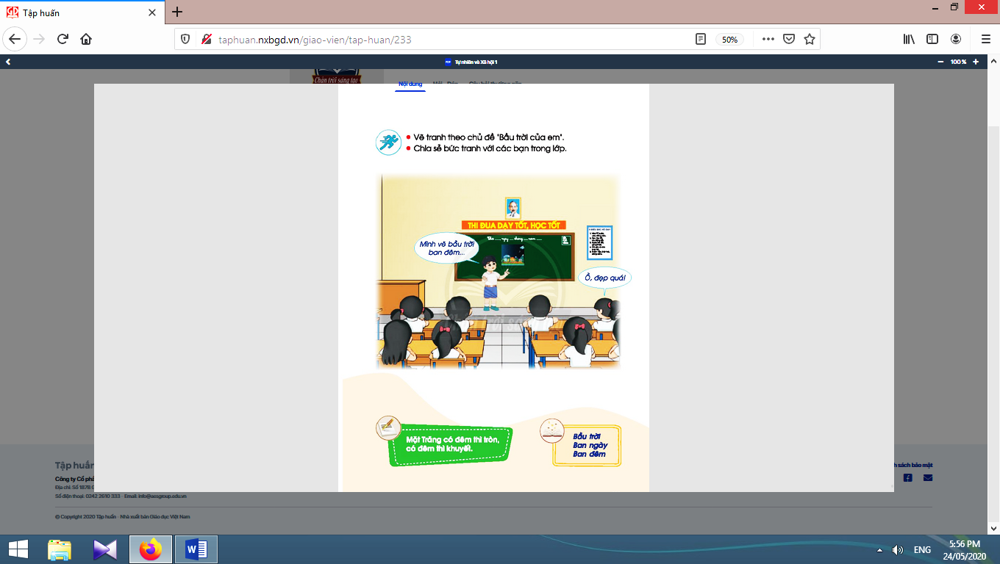 Tập huấn
taphuan.nxbgd.vn/giao-vien/tap-huan/233
50%
Tự nhiên và Xã hội 1
100 %
Chân trời sáng tạo
Nội dung
Vẽ tranh theo chủ đề "Bầu trời của em".
Chia sẻ bức tranh với các bạn trong lớp.
THI ĐUA DẠY TỐT, HỌC TỐT
Mình vẽ bầu trời
ban đêm...
Ồ, đẹp quá!
Mặt Trăng có đêm thì tròn,
có đêm thì khuyết.
Bầu trời
Ban ngày
Ban đêm
Tập huấn
Công ty Cổ
Địa chỉ: Số 187B
Số điện thoại: 0242 2610 333 - Email: info@aesgroup.edu.vn
sách bảo mật
© Copyright 2020 Tập huấn - Nhà xuất bản Giáo dục Việt Nam
ENG
5:56 PM
24/05/2020